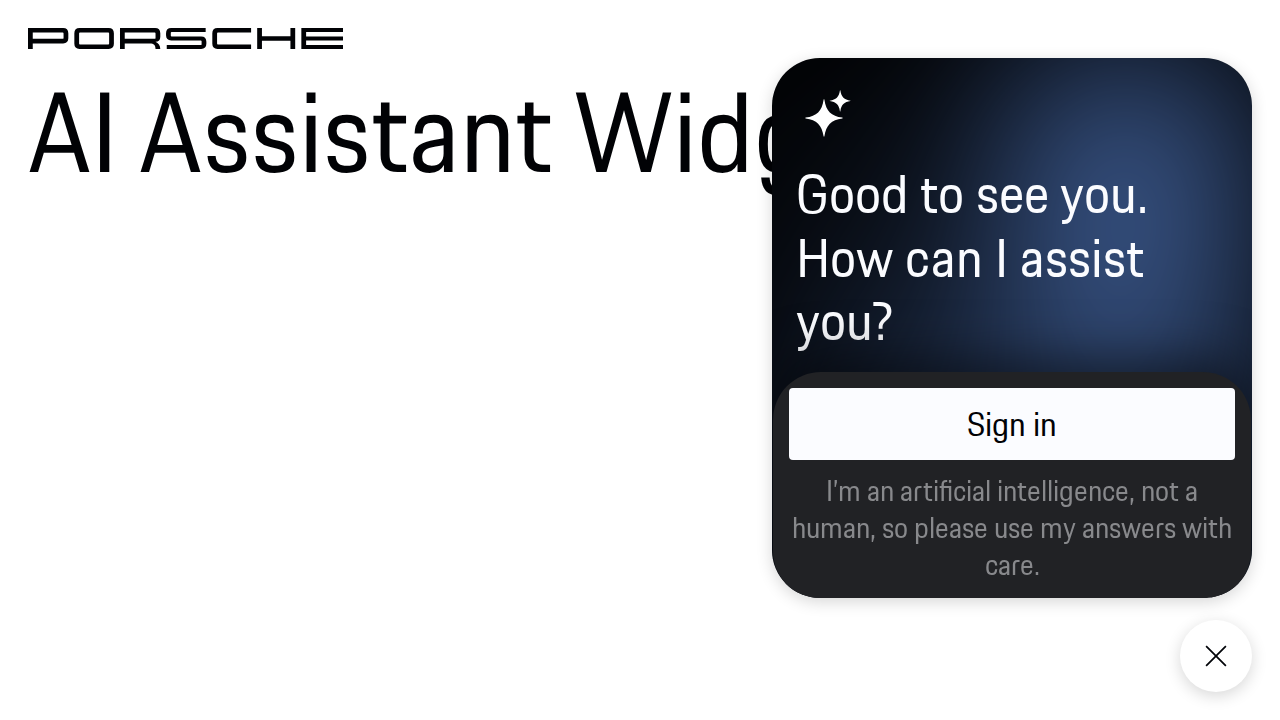 PORSCHE
AI Assistant Widg
Good to see you.
How can I assist
you?
Sign in
I'm an artificial intelligence, not a
human, so please use my answers with
care.